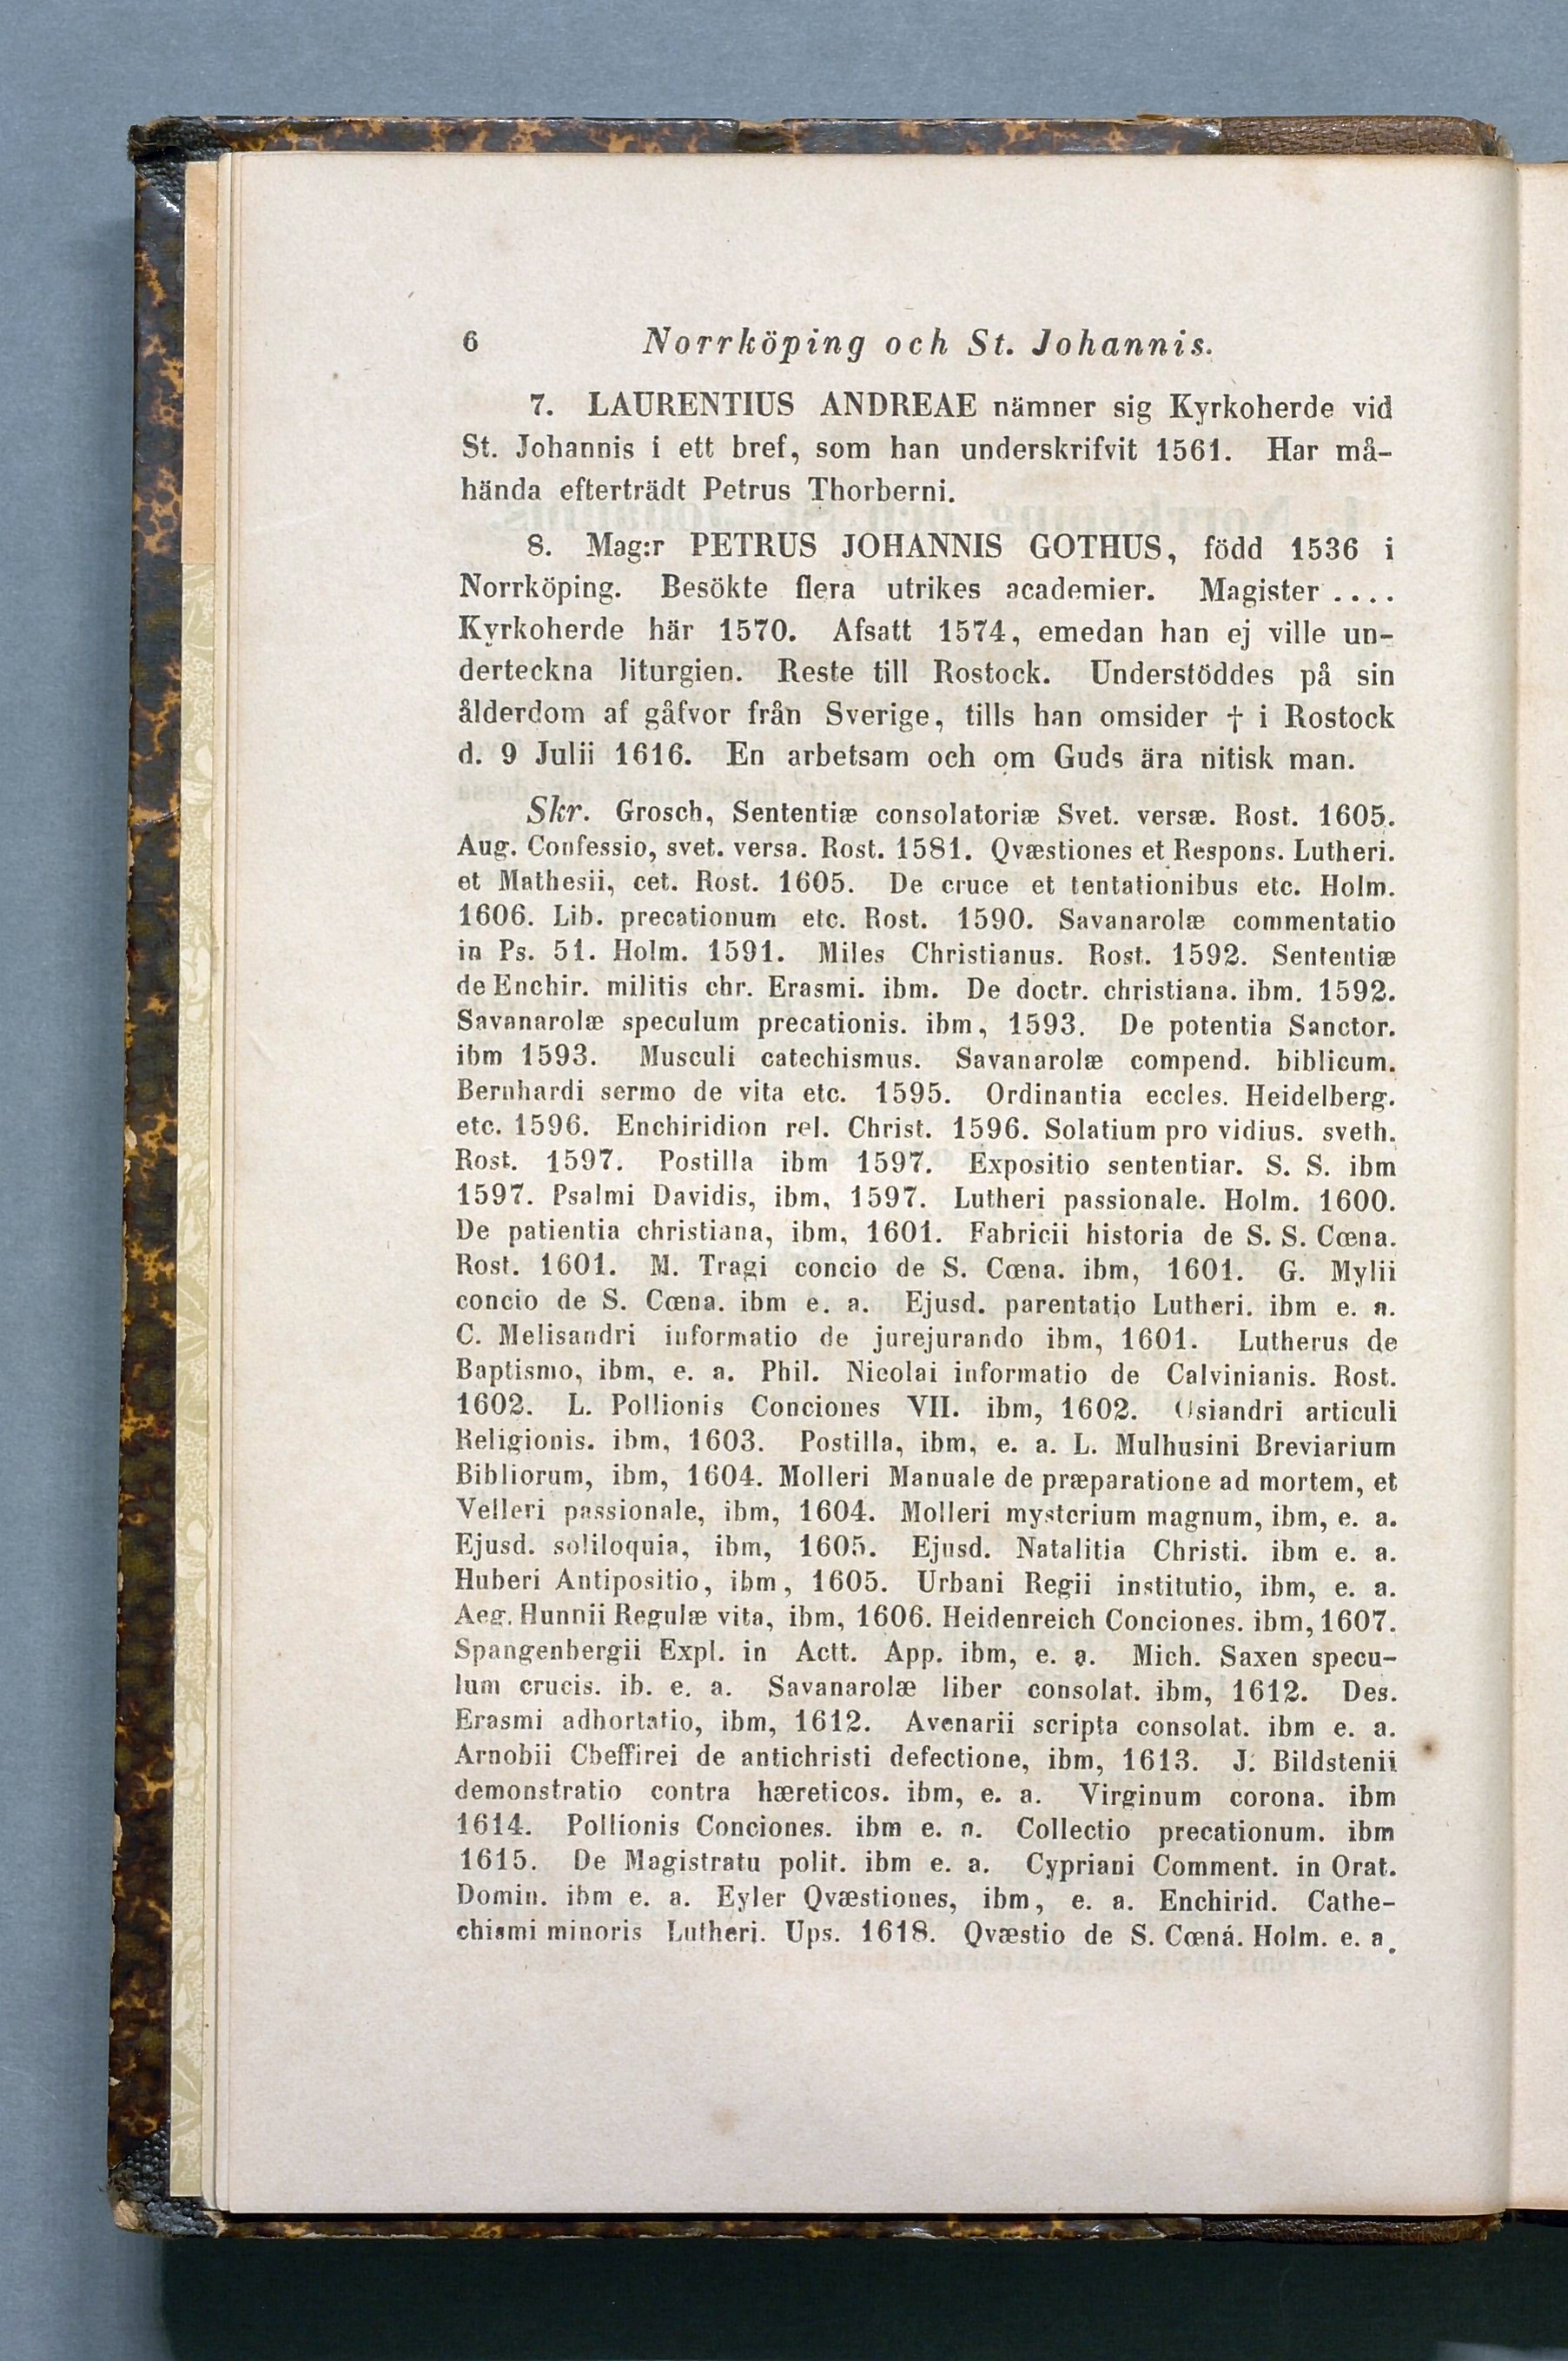 6 Norrköping och St. Johannis.
7. LAURENTIUS ANDREAE nämner sig Kyrkoherde vid
St. Johannis i ett bref, som han underskrifvit 1561. Har må-
hända efterträdt Petrus Thorberni.
8. Mag:r PETRUS JOHANNIS GOTHUS, född 1536 i
Norrköping. Besökte flera utrikes academier. Magister ....
Kyrkoherde här 1570. Afsatt 1574, emedan han ej ville un-
derteckna liturgien. Reste till Rostock. Understöddes på sin
ålderdom af gåfvor från Sverige, tills han omsider † i Rostock
d. 9 Julii 1616. En arbetsam och om Guds ära nitisk man.
Skr. Grosch, Sententiæ consolatoriæ Svet. versæ. Rost. 1605.
Aug. Confessio, svet. versa. Rost. 1581. Qvæstiones et Respons. Lutheri.
et Mathesii, cet. Rost. 1605. De cruce et tentationibus etc. Holm.
1606. Lib. precationum etc. Rost. 1590. Savanarolæ commentatio
in Ps. 51. Holm. 1591. Miles Christianus. Rost. 1592. Sententiæ
de Enchir. militis chr. Erasmi. ibm. De doctr. christiana. ibm. 1592.
Savanarolæ speculum precationis. ibm, 1593. De potentia Sanctor.
ibm 1593. Musculi catechismus. Savanarolæ compend. biblicum.
Bernhardi sermo de vita etc. 1595. Ordinantia eccles. Heidelberg.
etc. 1596. Enchiridion rel. Christ. 1596. Solatium pro vidius. sveth.
Rost. 1597. Postilla ibm 1597. Expositio sententiar. S. S. ibm
1597. Psalmi Davidis, ibm, 1597. Lutheri passionale. Holm. 1600.
De patientia christiana, ibm, 1601. Fabricii historia de S. S. Cœna.
Rost. 1601. M. Tragi concio de S. Cœna. ibm, 1601. G. Mylii
concio de S. Cœna. ibm e. a. Ejusd. parentatio Lutheri. ibm e. a.
C. Melisandri informatio de jurejurando ibm, 1601. Lutherus de
Baptismo, ibm, e. a. Phil. Nicolai informatio de Calvinianis. Rost.
1602. L. Pollionis Conciones VII. ibm, 1602. Osiandri articuli
Religionis. ibm, 1603. Postilla, ibm, e. a. L. Mulhusini Breviarium
Bibliorum, ibm, 1604. Molleri Manuale de præparatione ad mortem, et
Velleri passionale, ibm, 1604. Molleri mysterium magnum, ibm, e. a.
Ejusd. soliloquia, ibm, 1605. Ejusd. Natalitia Christi. ibm e. a.
Huberi Antipositio, ibm, 1605. Urbani Regii institutio, ibm, e. a.
Aeg. Hunnii Regulæ vita, ibm, 1606. Heidenreich Conciones. ibm, 1607.
Spangenbergii Expl. in Actt. App. ibm, e. a. Mich. Saxen specu-
lum crucis. ib. e. a. Savanarolæ liber consolat. ibm, 1612. Des.
Erasmi adhortatio, ibm, 1612. Avenarii scripta consolat. ibm e. a.
Arnobii Cheffirei de antichristi defectione, ibm, 1613. J. Bildstenii
demonstratio contra hæreticos. ibm, e. a. Virginum corona. ibm
1614. Pollionis Conciones. ibm e. a. Collectio precationum. ibm
1615. De Magistratu polit. ibm e. a. Cypriani Comment. in Orat.
Domin. ibm e. a. Eyler Qvæstiones, ibm, e. a. Enchirid. Cathe-
chismi minoris Lutheri. Ups. 1618. Qvæstio de S. Cœná. Holm. e. a.